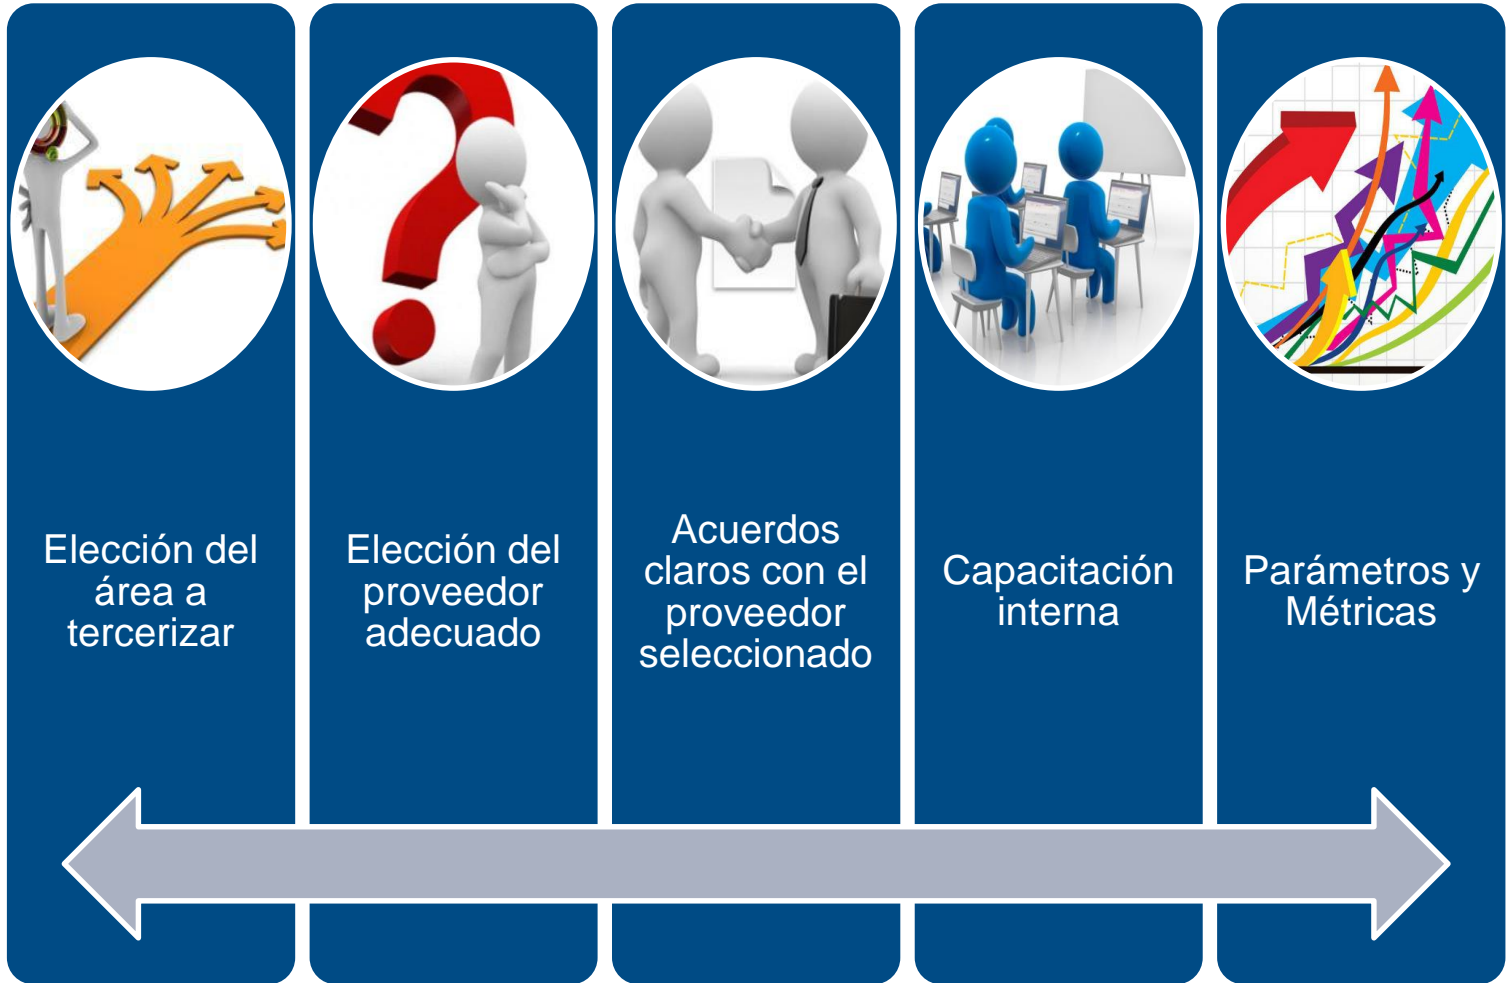 Elección del
área a
tercerizar
Elección del
proveedor
adecuado
Acuerdos
claros con el
proveedor
seleccionado
Capacitación
interna
Parámetros y
Métricas